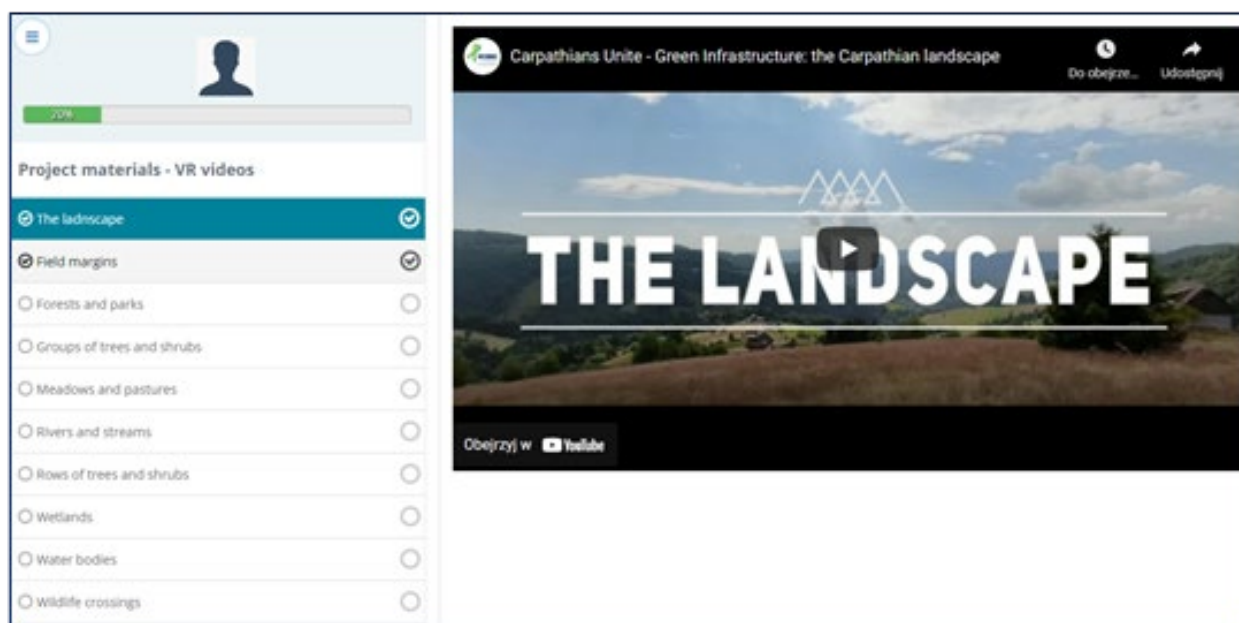 20%
Project materials - VR videos
The ladnscape
Field margins
Forests and parks
Groups of trees and shrubs
Meadows and pastures
Rivers and streams
Rows of trees and shrubs
Wetlands
Water bodies
Wildlife crossings
Carpathians Unite - Green Infrastructure: the Carpathian landscape
Do obejrze...
Udostępnij
THE LANDSCAPE
Obejrzyj w YouTube